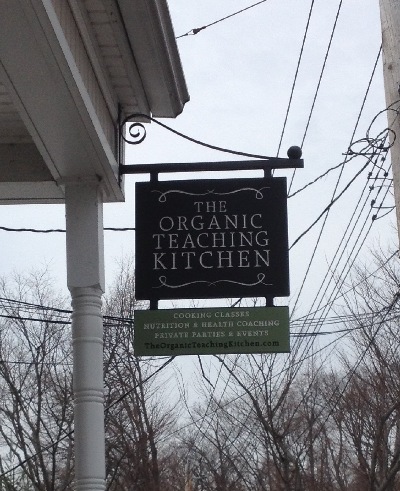 THE
ORGANIC
TEACHING
KITCHEN
COOKING CLASSES
NUTRITION & HEALTH COACHING
PRIVATE PARTIES & EVENTS
TheOrganicTeachingKitchen.com